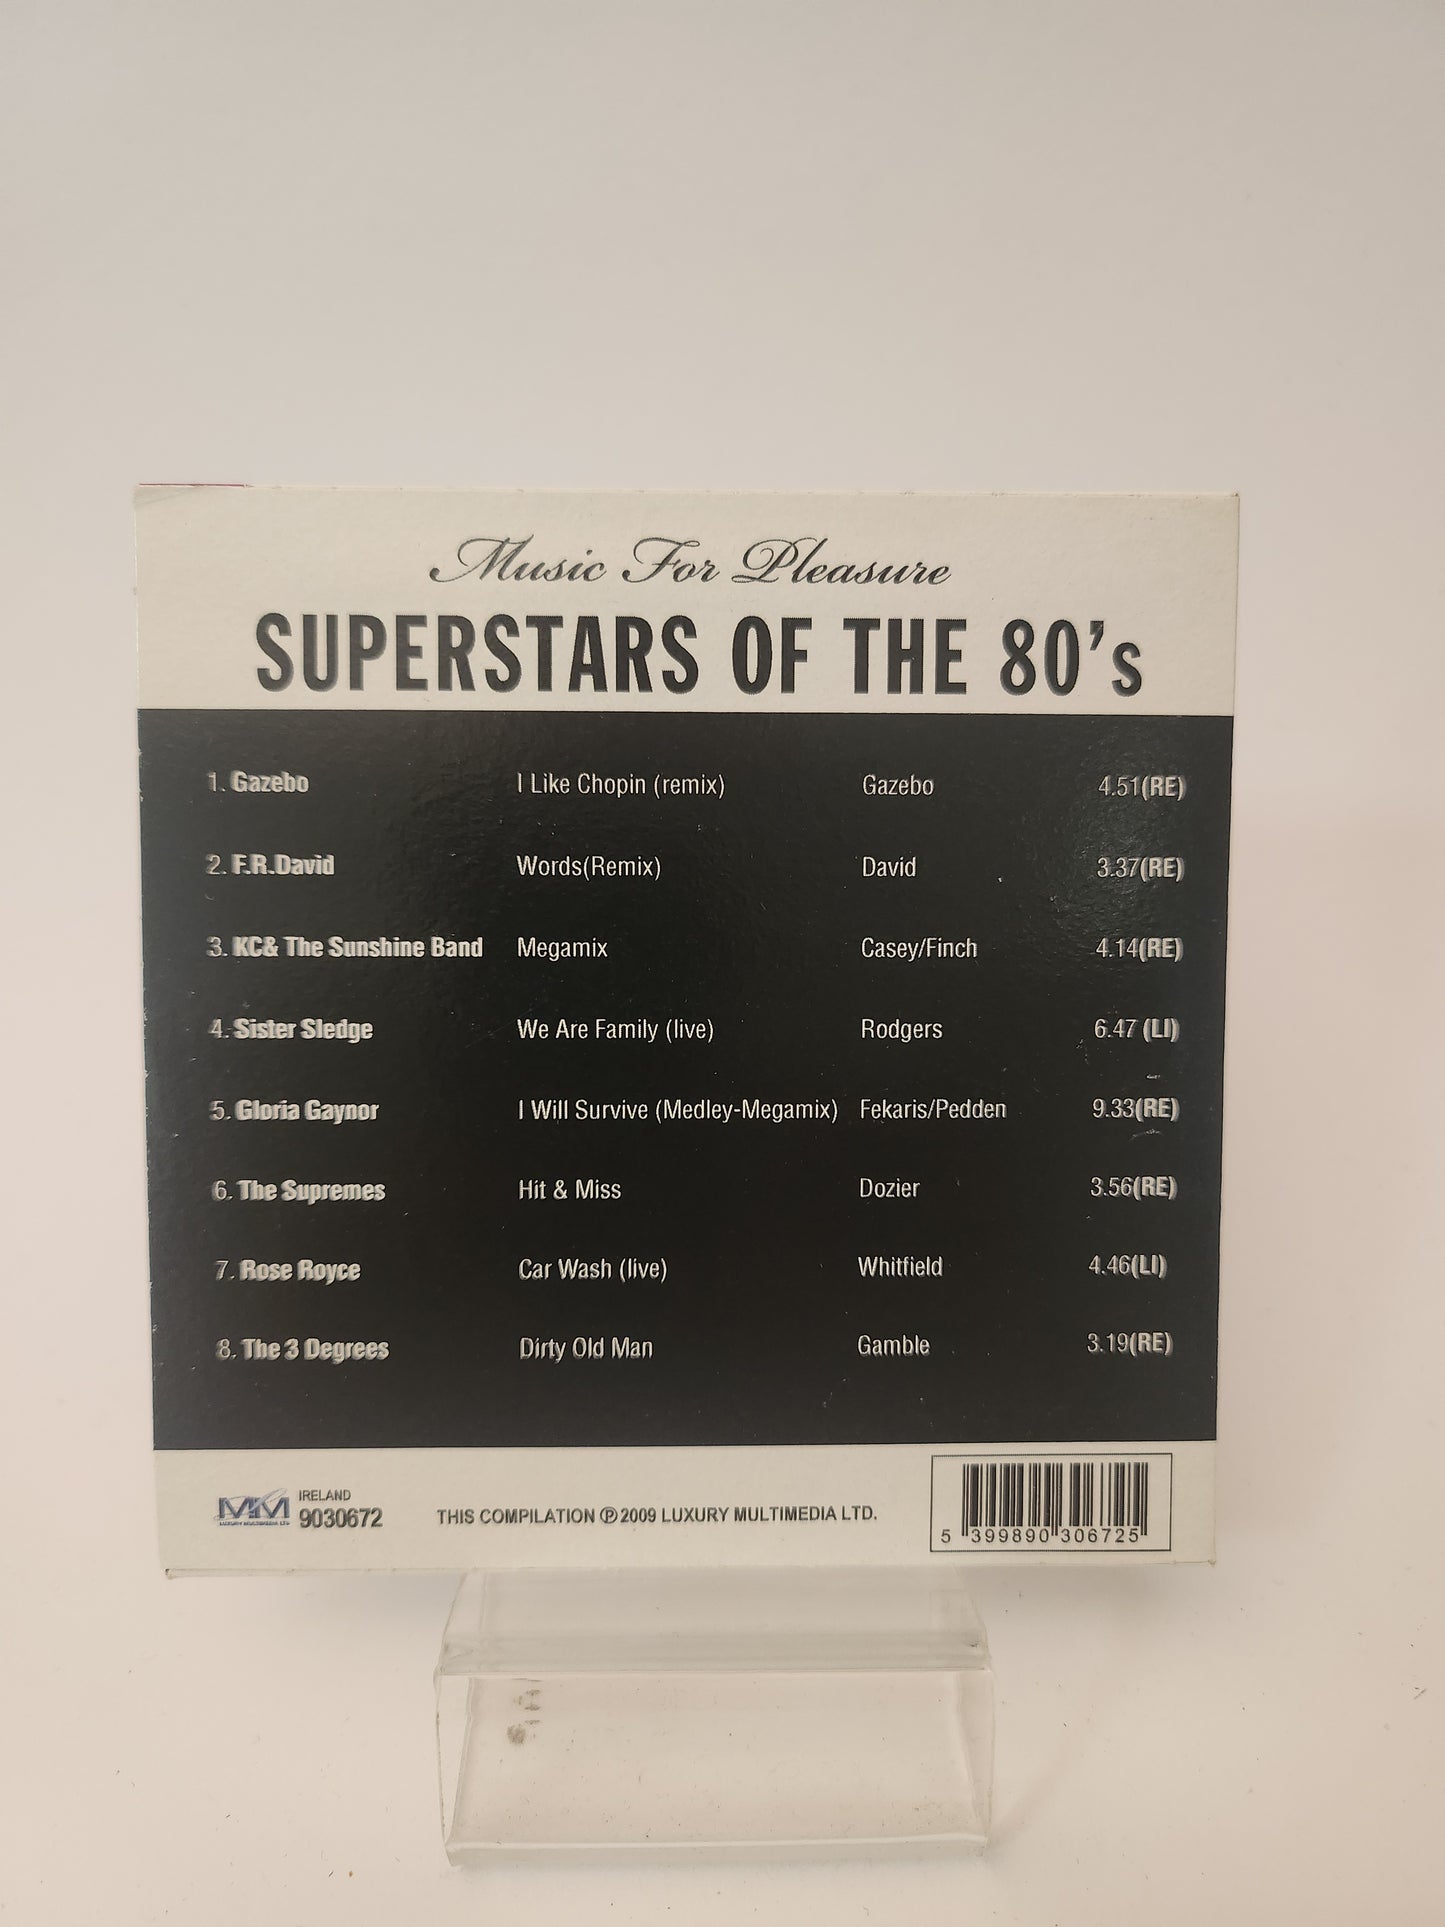 Music For Pleasure
SUPERSTARS OF THE 80's
1. Gazebo I Like Chopin (remix) Gazebo 4.51(RE)
2. F.R.David Words(Remix) David 3.37(RE)
3. KC& The Sunshine Band Megamix Casey/Finch 4.14(RE)
4. Sister Sledge We Are Family (live) Rodgers 6.47 (LI)
5. Gloria Gaynor I Will Survive (Medley-Megamix) Fekaris/Pedden 9.33(RE)
6. The Supremes Hit & Miss Dozier 3.56(RE)
7. Rose Royce Car Wash (live) Whitfield 4.46(LI)
8. The 3 Degrees Dirty Old Man Gamble 3.19(RE)
MM IRELAND
LUXURY MULTIMEDIA LTD 9030672
THIS COMPILATION ℗ 2009 LUXURY MULTIMEDIA LTD.
5 399890 306725